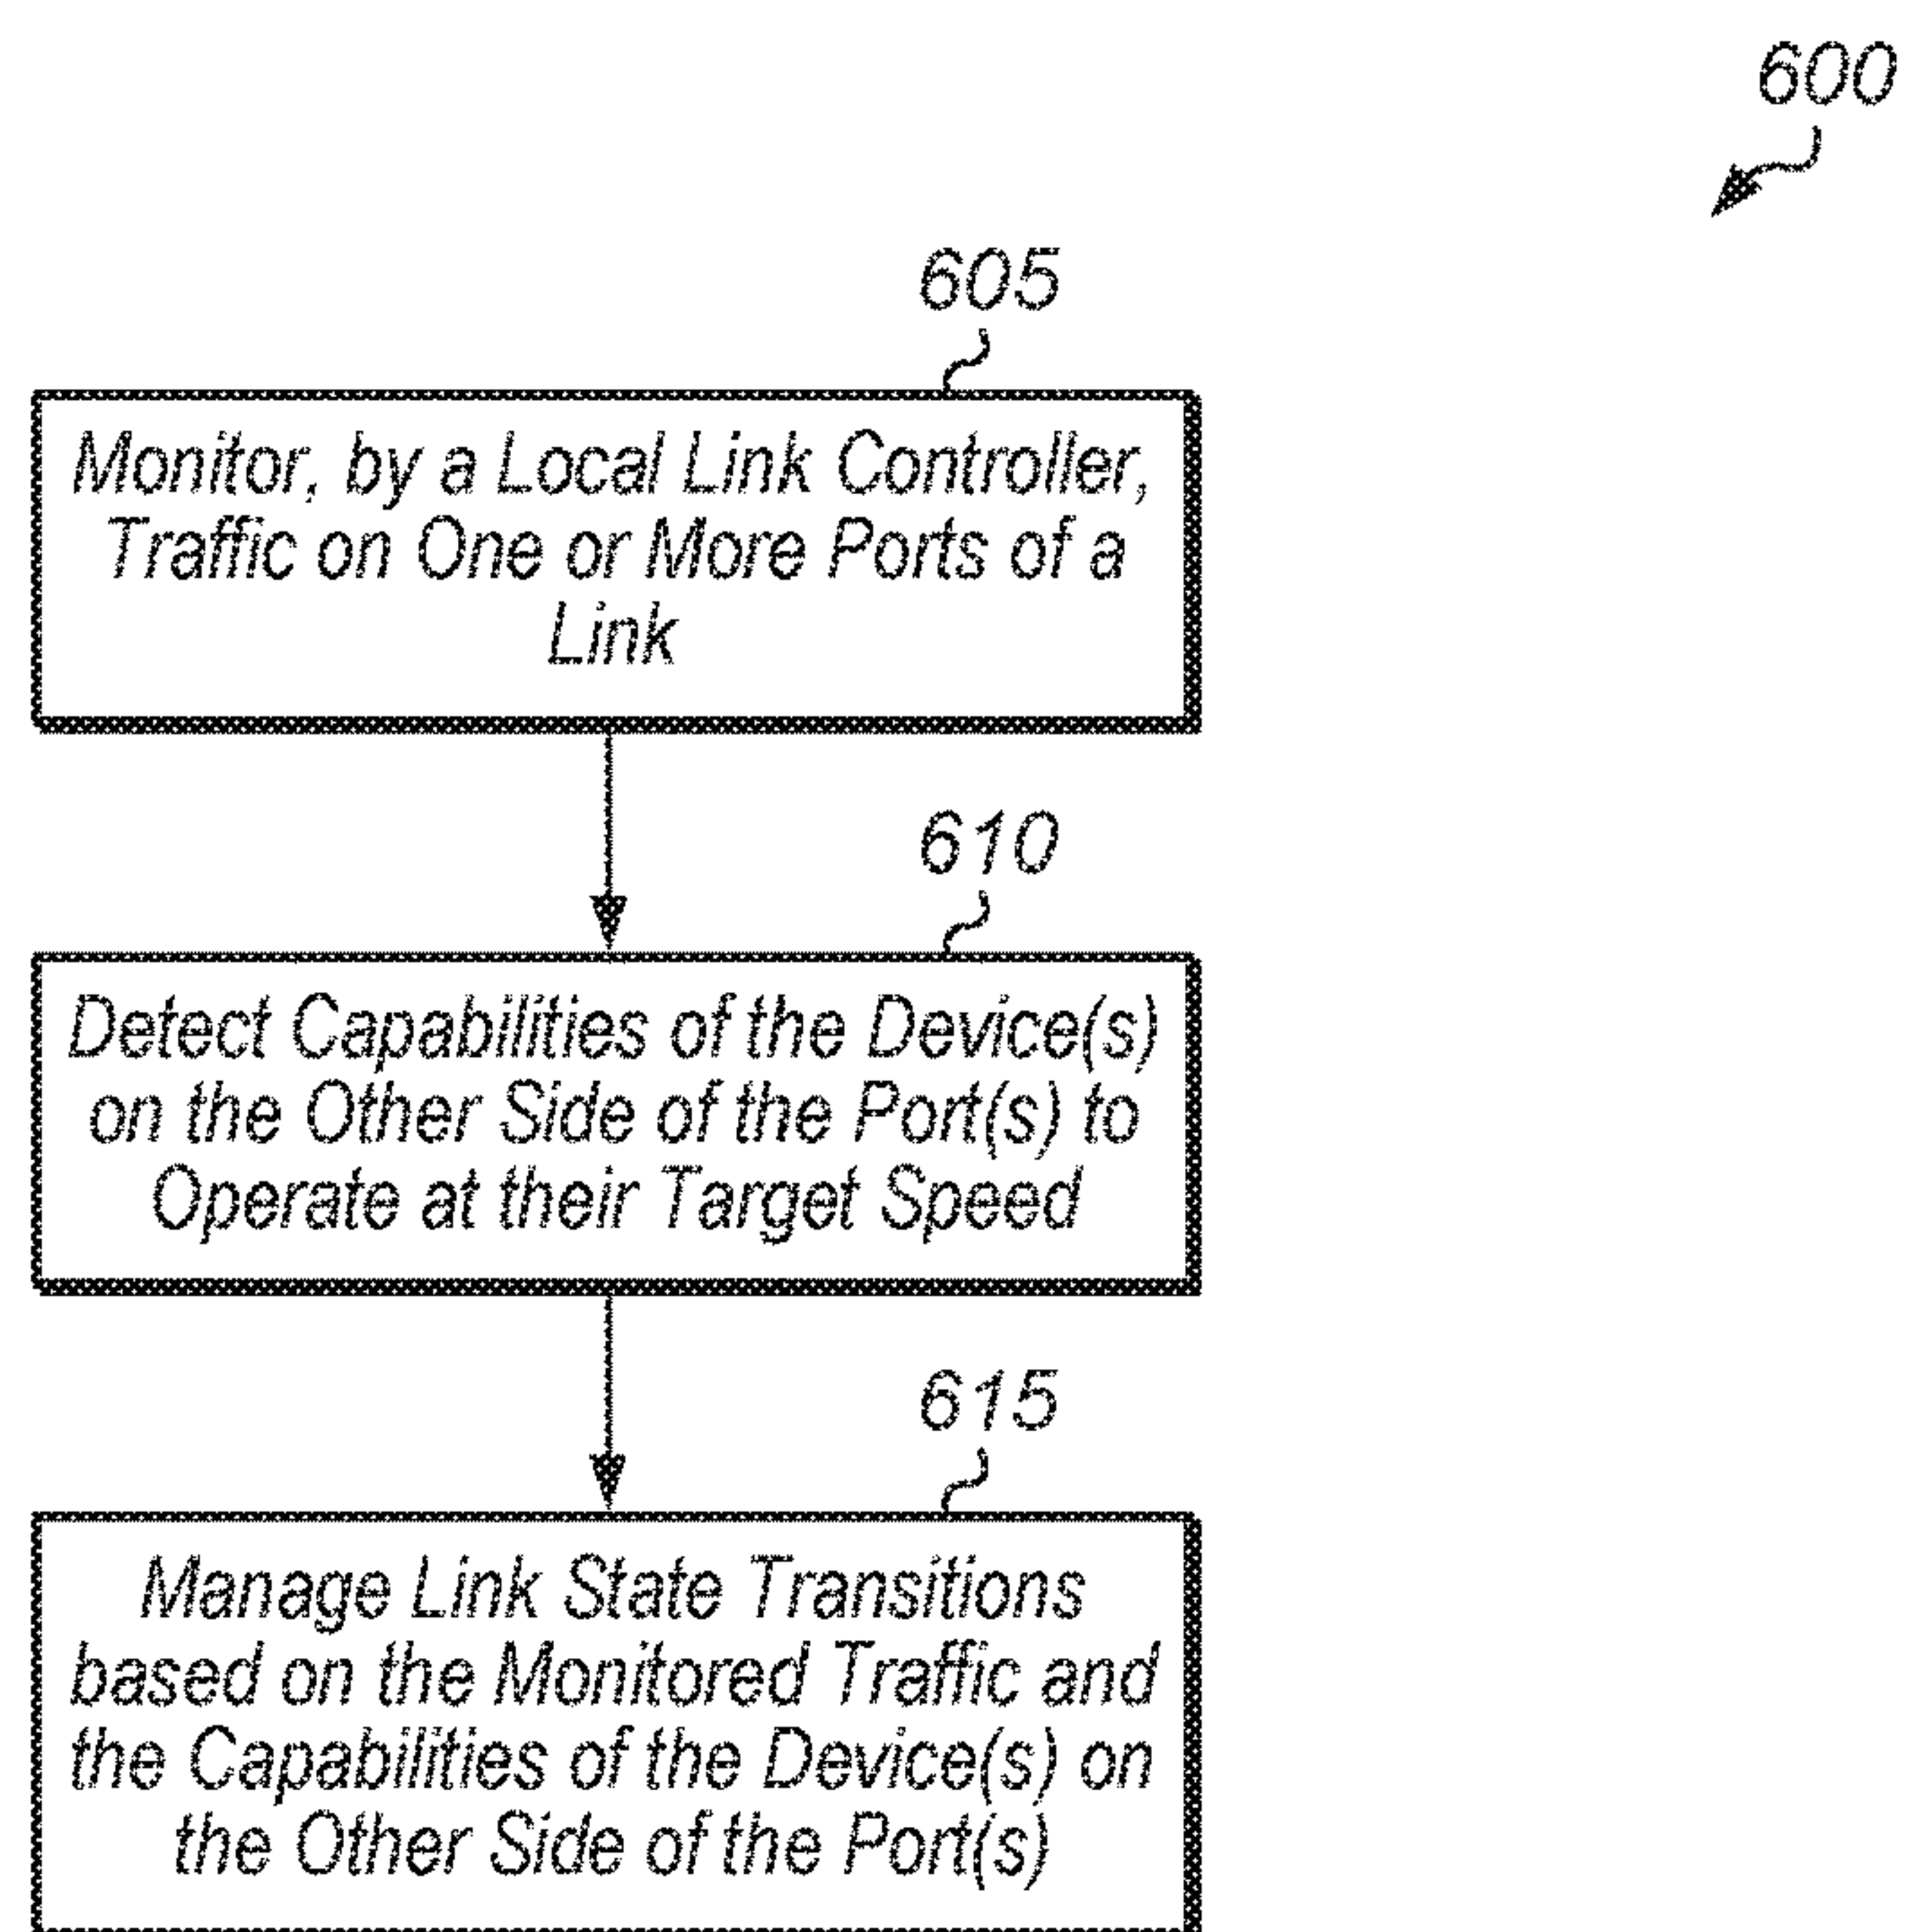 600
605
Monitor, by a Local Link Controller,
Traffic on One or More Ports of a
Link
610
Detect Capabilities of the Device(s)
on the Other Side of the Port(s) to
Operate at their Target Speed
615
Manage Link State Transitions
based on the Monitored Traffic and
the Capabilities of the Device(s) on
the Other Side of the Port(s)